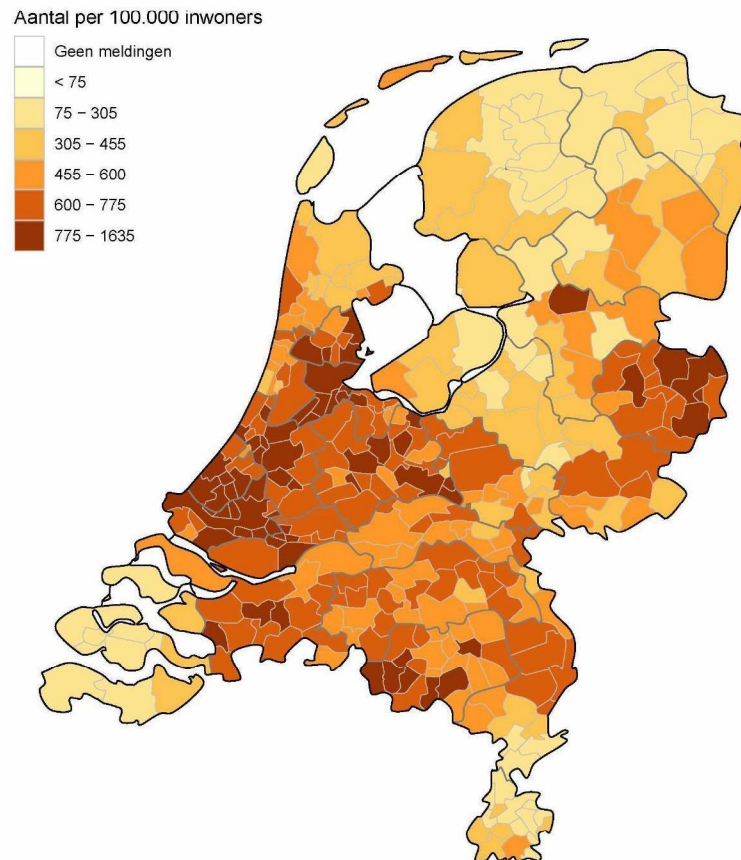 Aantal per 100.000 inwoners
Geen meldingen
< 75
75 − 305
305 − 455
455 − 600
600 − 775
775 − 1635